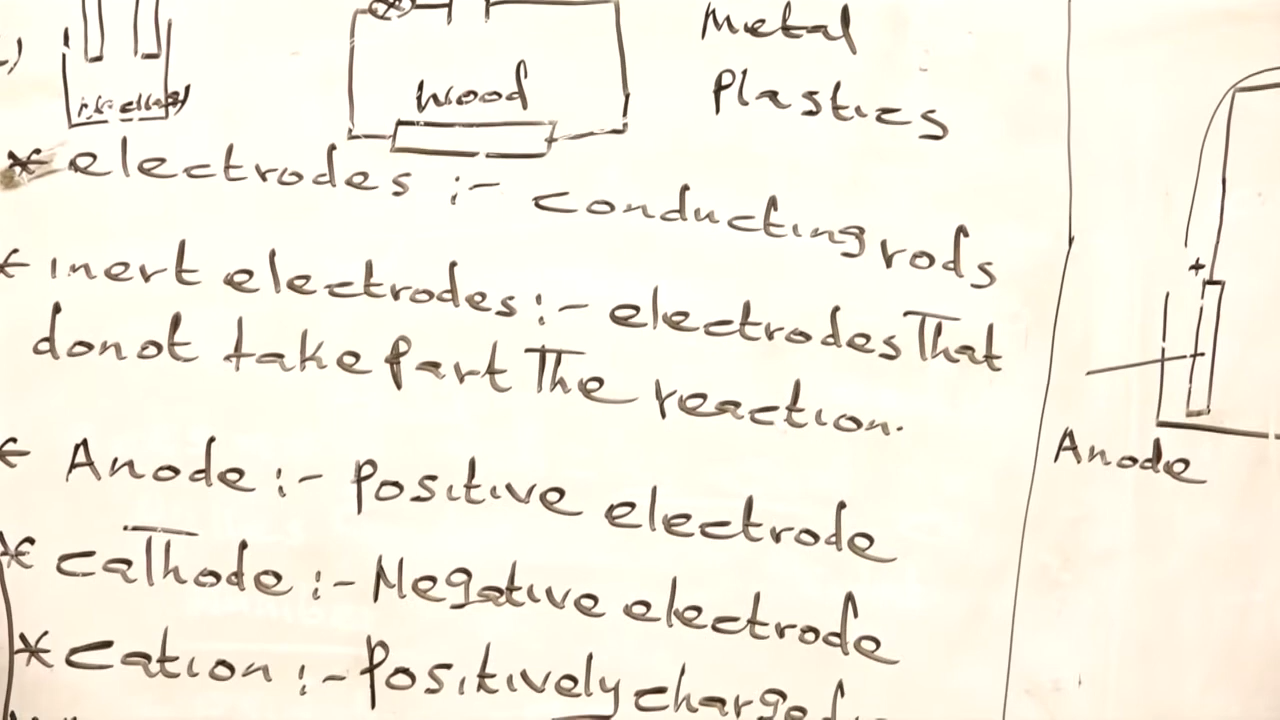 Metal
wood
Plastics
* electrodes :- conducting rods
* inert electrodes :- electrodes That
donot take part The reaction.
+
Anode
* Anode :- positive electrode
* Cathode :- Negative electrode
* Cation :- Positively charged